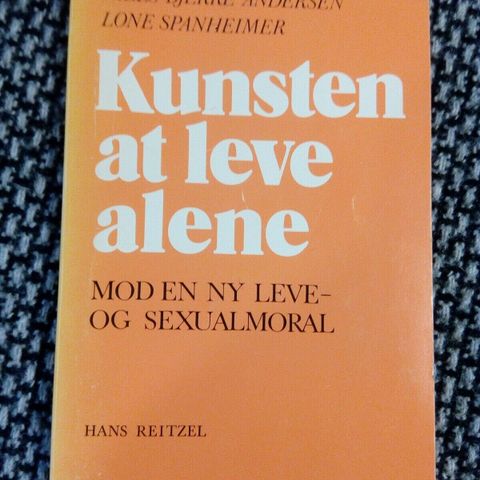 BJERRE ANDERSEN
LONE SPANHEIMER
Kunsten
at leve
alene
MOD EN NY LEVE-
OG SEXUALMORAL
HANS REITZEL